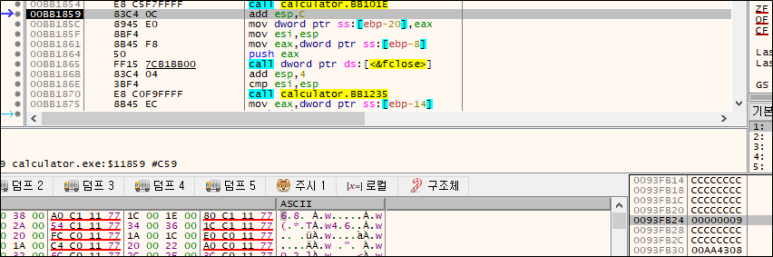 00BB1854 E8 C5F7FFFF call calculator.BB101E
00BB1859 83C4 0C add esp,C
00BB185C 8945 E0 mov dword ptr ss:[ebp-20],eax
00BB185F 8BF4 mov esi,esp
00BB1861 8B45 F8 mov eax,dword ptr ss:[ebp-8]
00BB1864 50 push eax
00BB1865 FF15 7CB1BB00 call dword ptr ds:[<&fclose>]
00BB186B 83C4 04 add esp,4
00BB186E 3BF4 cmp esi,esp
00BB1870 E8 C0F9FFFF call calculator.BB1235
00BB1875 8B45 EC mov eax,dword ptr ss:[ebp-14]
ZF
OF
CF
Las
Las
GS
기본
1:
2:
3:
4:
5:
9 calculator.exe:$11859 #C59
덤프 2 덤프 3 덤프 4 덤프 5 주시 1 [x=] 로컬 구조체
ASCII
38 00 A0 C1 11 77 1C 00 1E 00 80 C1 11 77 6.8. Á.w.....Á.w
2A 00 54 C1 11 77 34 00 36 00 1C C1 11 77 (.*.TÁ.w4.6..Á.w
20 00 FC C0 11 77 1A 00 1C 00 E0 C0 11 77 . .üÀ.w....àÀ.w
1A 00 C4 C0 11 77 20 00 22 00 A0 C0 11 77 ..ÄÀ.w .". À.w
0093FB14 CCCCCCCC
0093FB18 CCCCCCCC
0093FB1C CCCCCCCC
0093FB20 CCCCCCCC
0093FB24 00000009
0093FB28 CCCCCCCC
0093FB2C CCCCCCCC
0093FB30 00AA4308